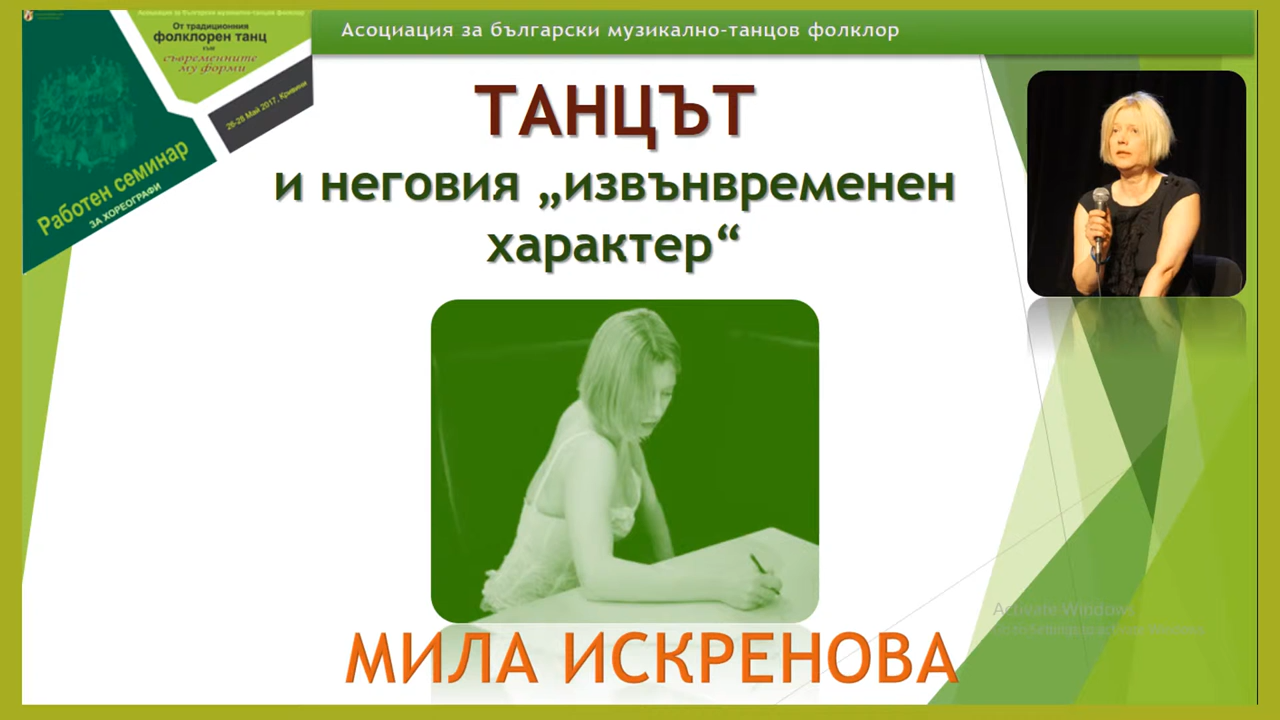 Асоциация за български музикално-танцов фолклор
От традиционния
фолклорен танц
към
съвременните
му форми
26-28 Май 2017, Кривина
Работен семинар
ЗА ХОРЕОГРАФИ
ТАНЦЪТ
и неговия „извънвременен
характер“
МИЛА ИСКРЕНОВА
Activate Windows